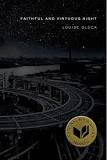 FAITHFUL AND VIRTUOUS NIGHT
LOUISE GLÜCK